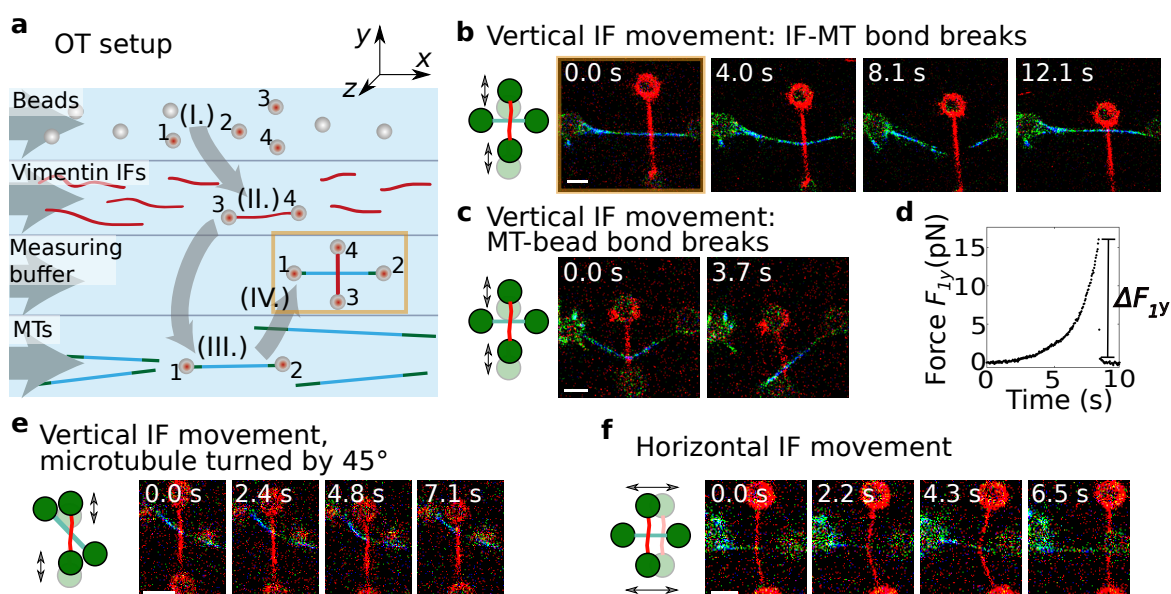 a
OT setup
y
x
z
Beads
(I.)
1
2
3
4
Vimentin IFs
(II.)
3
4
Measuring
buffer
1
2
4
3
(IV.)
MTs
(III.)
1
2
b Vertical IF movement: IF-MT bond breaks
0.0 s
4.0 s
8.1 s
12.1 s
c Vertical IF movement:
MT-bead bond breaks
0.0 s
3.7 s
d
Force F1y(pN)
15
10
5
0
0
5
10
Time (s)
ΔF1y
e Vertical IF movement,
microtubule turned by 45°
0.0 s
2.4 s
4.8 s
7.1 s
f Horizontal IF movement
0.0 s
2.2 s
4.3 s
6.5 s